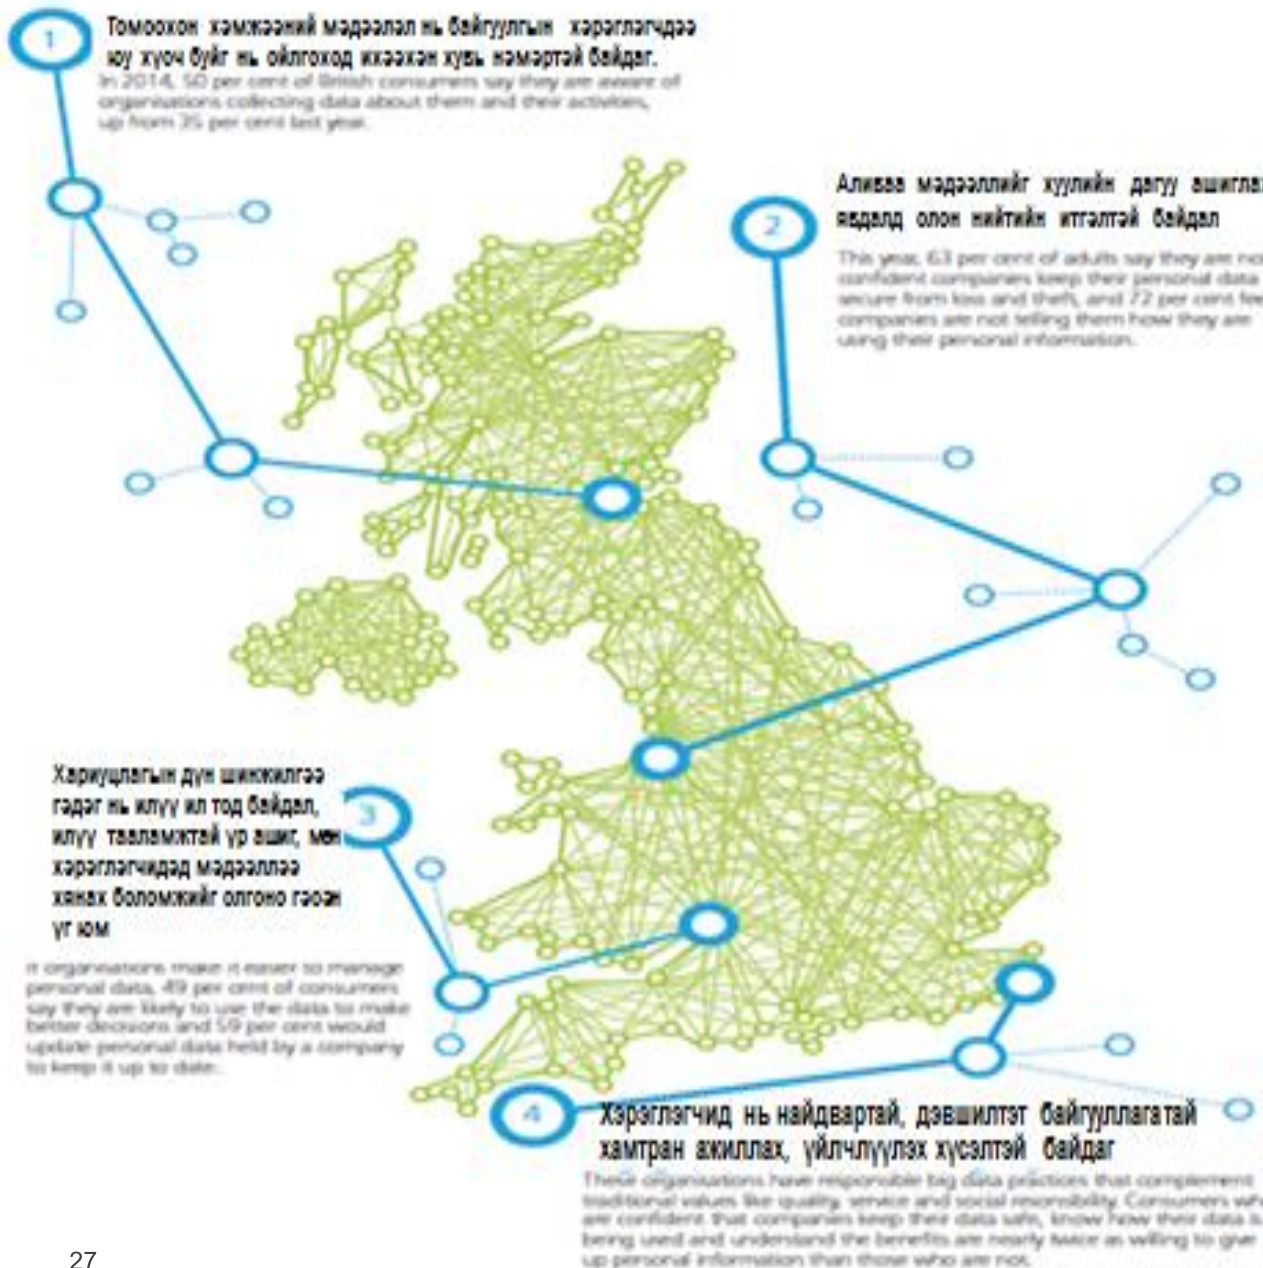 1
Томоохон хэмжээний мэдээлэл нь байгуулгын хэрэглэгчдээ
юу хүсч буйг нь ойлгоход ихээхэн хувь нэмэртэй байдаг.
In 2014, 50 per cent of British consumers say they are aware of
organisations collecting data about them and their activities,
up from 35 per cent last year.
2
Аливаа мэдээллийг хуулийн дагуу ашиглах
явдалд олон нийтийн итгэлтэй байдал
This year, 63 per cent of adults say they are not
confident companies keep their personal data
secure from loss and theft, and 72 per cent feel
companies are not telling them how they are
using their personal information.
3
Хариуцлагын дүн шинжилгээ
гэдэг нь илүү ил тод байдал,
илүү тааламжтай үр ашиг, мөн
хэрэглэгчидэд мэдээллээ
хянах боломжийг олгоно гэсэн
үг юм
If organisations make it easier to manage
personal data, 49 per cent of consumers
say they are likely to use the data to make
better decisions and 59 per cent would
update personal data held by a company
to keep it up to date.
4
Хэрэглэгчид нь найдвартай, дэвшилтэт байгууллагатай
хамтран ажиллах, үйлчлүүлэх хүсэлтэй байдаг
These organisations have responsible big data practices that complement
traditional values like quality, service and social resonsibility. Consumers who
are confident that companies keep their data safe, know how their data is
being used and understand the benefits are nearly twice as willing to give
up personal information than those who are not.
27